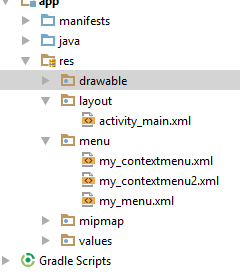 app
manifests
java
res
drawable
layout
activity_main.xml
menu
my_contextmenu.xml
my_contextmenu2.xml
my_menu.xml
mipmap
values
Gradle Scripts